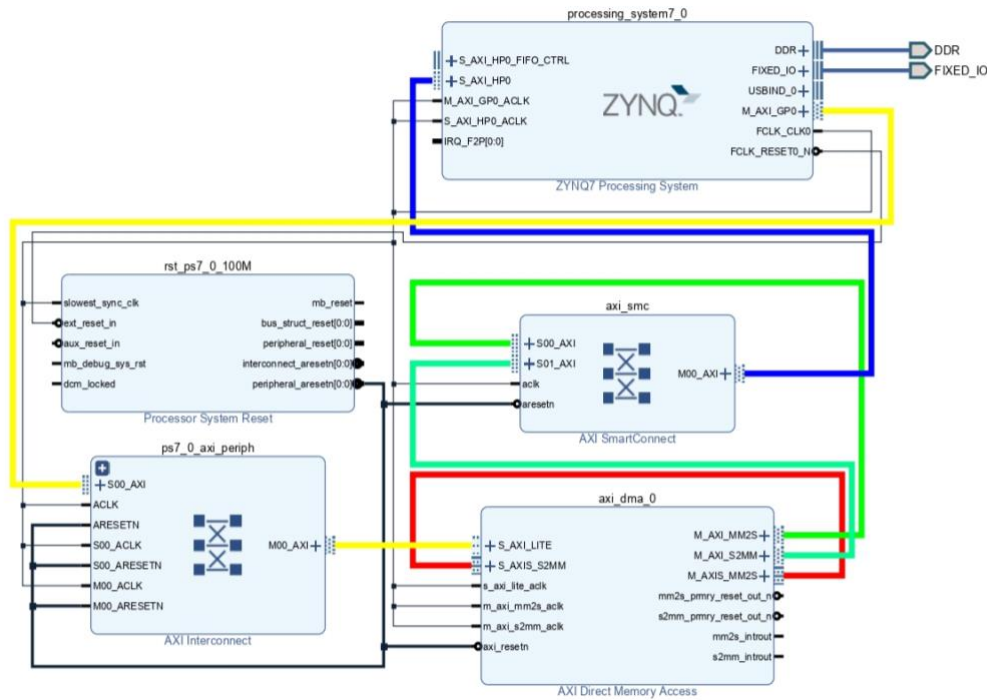 processing_system7_0
S_AXI_HP0_FIFO_CTRL
S_AXI_HP0
M_AXI_GP0_ACLK
S_AXI_HP0_ACLK
IRQ_F2P[0:0]
ZYNQ
DDR
FIXED_IO
USBIND_0
M_AXI_GP0
FCLK_CLK0
FCLK_RESET0_N
ZYNQ7 Processing System
DDR
FIXED_IO
rst_ps7_0_100M
slowest_sync_clk
ext_reset_in
aux_reset_in
mb_debug_sys_rst
dcm_locked
mb_reset
bus_struct_reset[0:0]
peripheral_reset[0:0]
interconnect_aresetn[0:0]
peripheral_aresetn[0:0]
Processor System Reset
axi_smc
S00_AXI
S01_AXI
aclk
aresetn
M00_AXI
AXI SmartConnect
ps7_0_axi_periph
S00_AXI
ACLK
ARESETN
S00_ACLK
S00_ARESETN
M00_ACLK
M00_ARESETN
M00_AXI
AXI Interconnect
axi_dma_0
S_AXI_LITE
S_AXIS_S2MM
s_axi_lite_aclk
m_axi_mm2s_aclk
m_axi_s2mm_aclk
axi_resetn
M_AXI_MM2S
M_AXI_S2MM
M_AXIS_MM2S
mm2s_prmry_reset_out_n
s2mm_prmry_reset_out_n
mm2s_introut
s2mm_introut
AXI Direct Memory Access